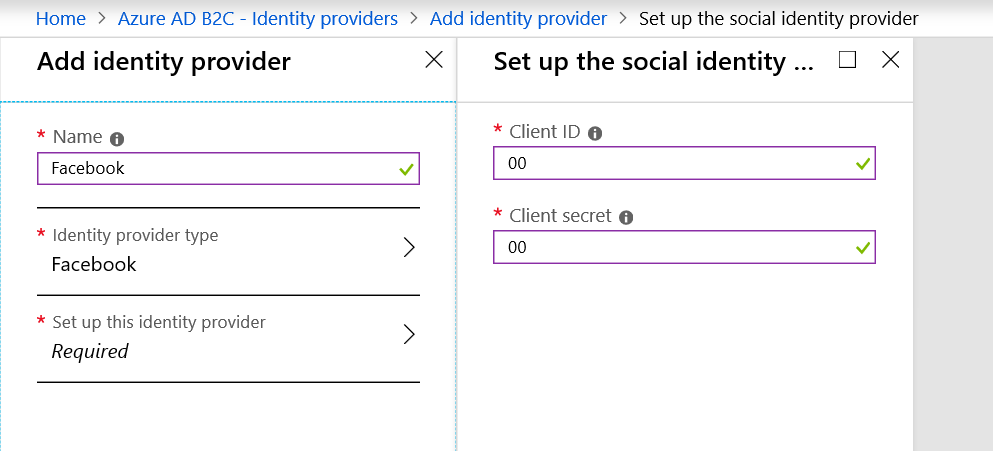 Home > Azure AD B2C - Identity providers > Add identity provider > Set up the social identity provider
Add identity provider
* Name
Facebook
* Identity provider type
Facebook
* Set up this identity provider
Required
Set up the social identity ...
* Client ID
00
* Client secret
00